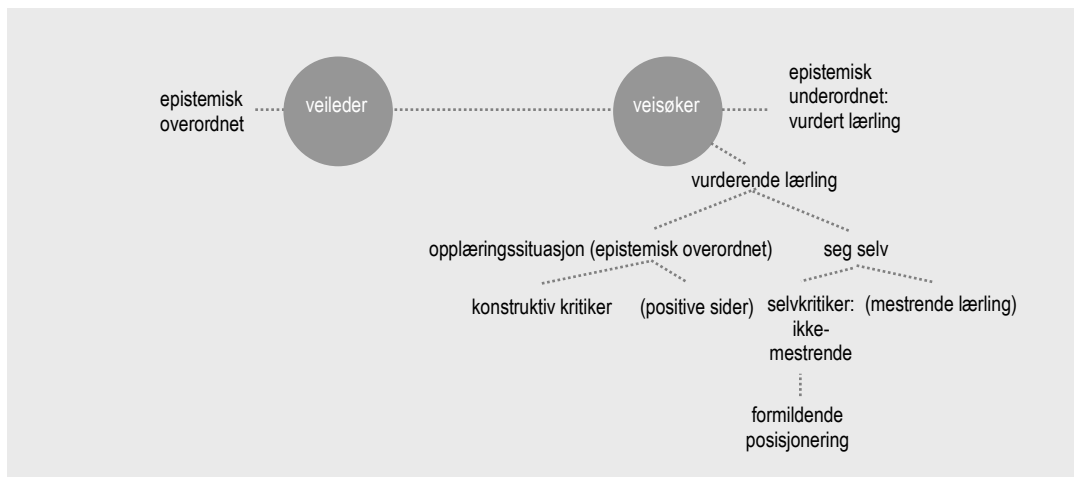 epistemisk
overordnet
veileder
veisøker
epistemisk
underordnet:
vurdert lærling
vurderende lærling
opplæringssituasjon (epistemisk overordnet)
seg selv
konstruktiv kritiker
(positive sider)
selvkritiker:
ikke-
mestrende
(mestrende lærling)
formildende
posisjonering